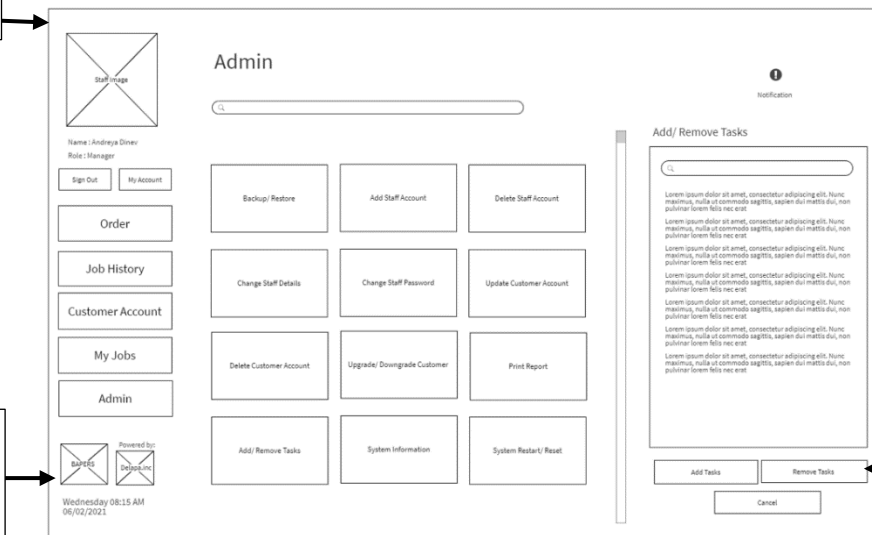 Staff Image
Name : Andreya Dinev
Role : Manager
Sign Out
My Account
Order
Job History
Customer Account
My Jobs
Admin
BAPERS
Powered by:
Delapa.inc
Wednesday 08:15 AM
06/02/2021
Admin
Backup/ Restore
Add Staff Account
Delete Staff Account
Change Staff Details
Change Staff Password
Update Customer Account
Delete Customer Account
Upgrade/ Downgrade Customer
Print Report
Add/ Remove Tasks
System Information
System Restart/ Reset
Notification
Add/ Remove Tasks
Lorem ipsum dolor sit amet, consectetur adipiscing elit. Nunc
maximus, nulla ut commodo sagittis, sapien dui mattis dui, non
pulvinar lorem felis nec erat
Lorem ipsum dolor sit amet, consectetur adipiscing elit. Nunc
maximus, nulla ut commodo sagittis, sapien dui mattis dui, non
pulvinar lorem felis nec erat
Lorem ipsum dolor sit amet, consectetur adipiscing elit. Nunc
maximus, nulla ut commodo sagittis, sapien dui mattis dui, non
pulvinar lorem felis nec erat
Lorem ipsum dolor sit amet, consectetur adipiscing elit. Nunc
maximus, nulla ut commodo sagittis, sapien dui mattis dui, non
pulvinar lorem felis nec erat
Lorem ipsum dolor sit amet, consectetur adipiscing elit. Nunc
maximus, nulla ut commodo sagittis, sapien dui mattis dui, non
pulvinar lorem felis nec erat
Lorem ipsum dolor sit amet, consectetur adipiscing elit. Nunc
maximus, nulla ut commodo sagittis, sapien dui mattis dui, non
pulvinar lorem felis nec erat
Lorem ipsum dolor sit amet, consectetur adipiscing elit. Nunc
maximus, nulla ut commodo sagittis, sapien dui mattis dui, non
pulvinar lorem felis nec erat
Add Tasks
Remove Tasks
Cancel